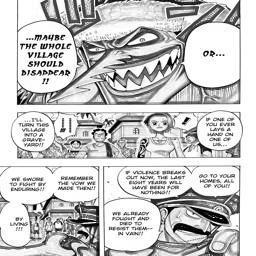 OR...
...MAYBE
THE WHOLE
VILLAGE
SHOULD
DISAPPEAR
!!
IF ONE OF
YOU EVER
LAYS A
HAND ON
ONE OF
US...
...I'LL
TURN THIS
VILLAGE
INTO A
GRAVE-
YARD!!
GO TO YOUR
HOMES, ALL
OF YOU!!
IF VIOLENCE
BREAKS OUT
NOW, THE LAST
EIGHT YEARS
WILL HAVE
BEEN FOR
NOTHING!!
WE ALREADY
FOUGHT AND
DIED TO
RESIST THEM--
IN VAIN!!
REMEMBER
THE VOW WE
MADE THEN!!
WE SWORE
TO FIGHT
BY
ENDURING!!
BY
LIVING
!!!